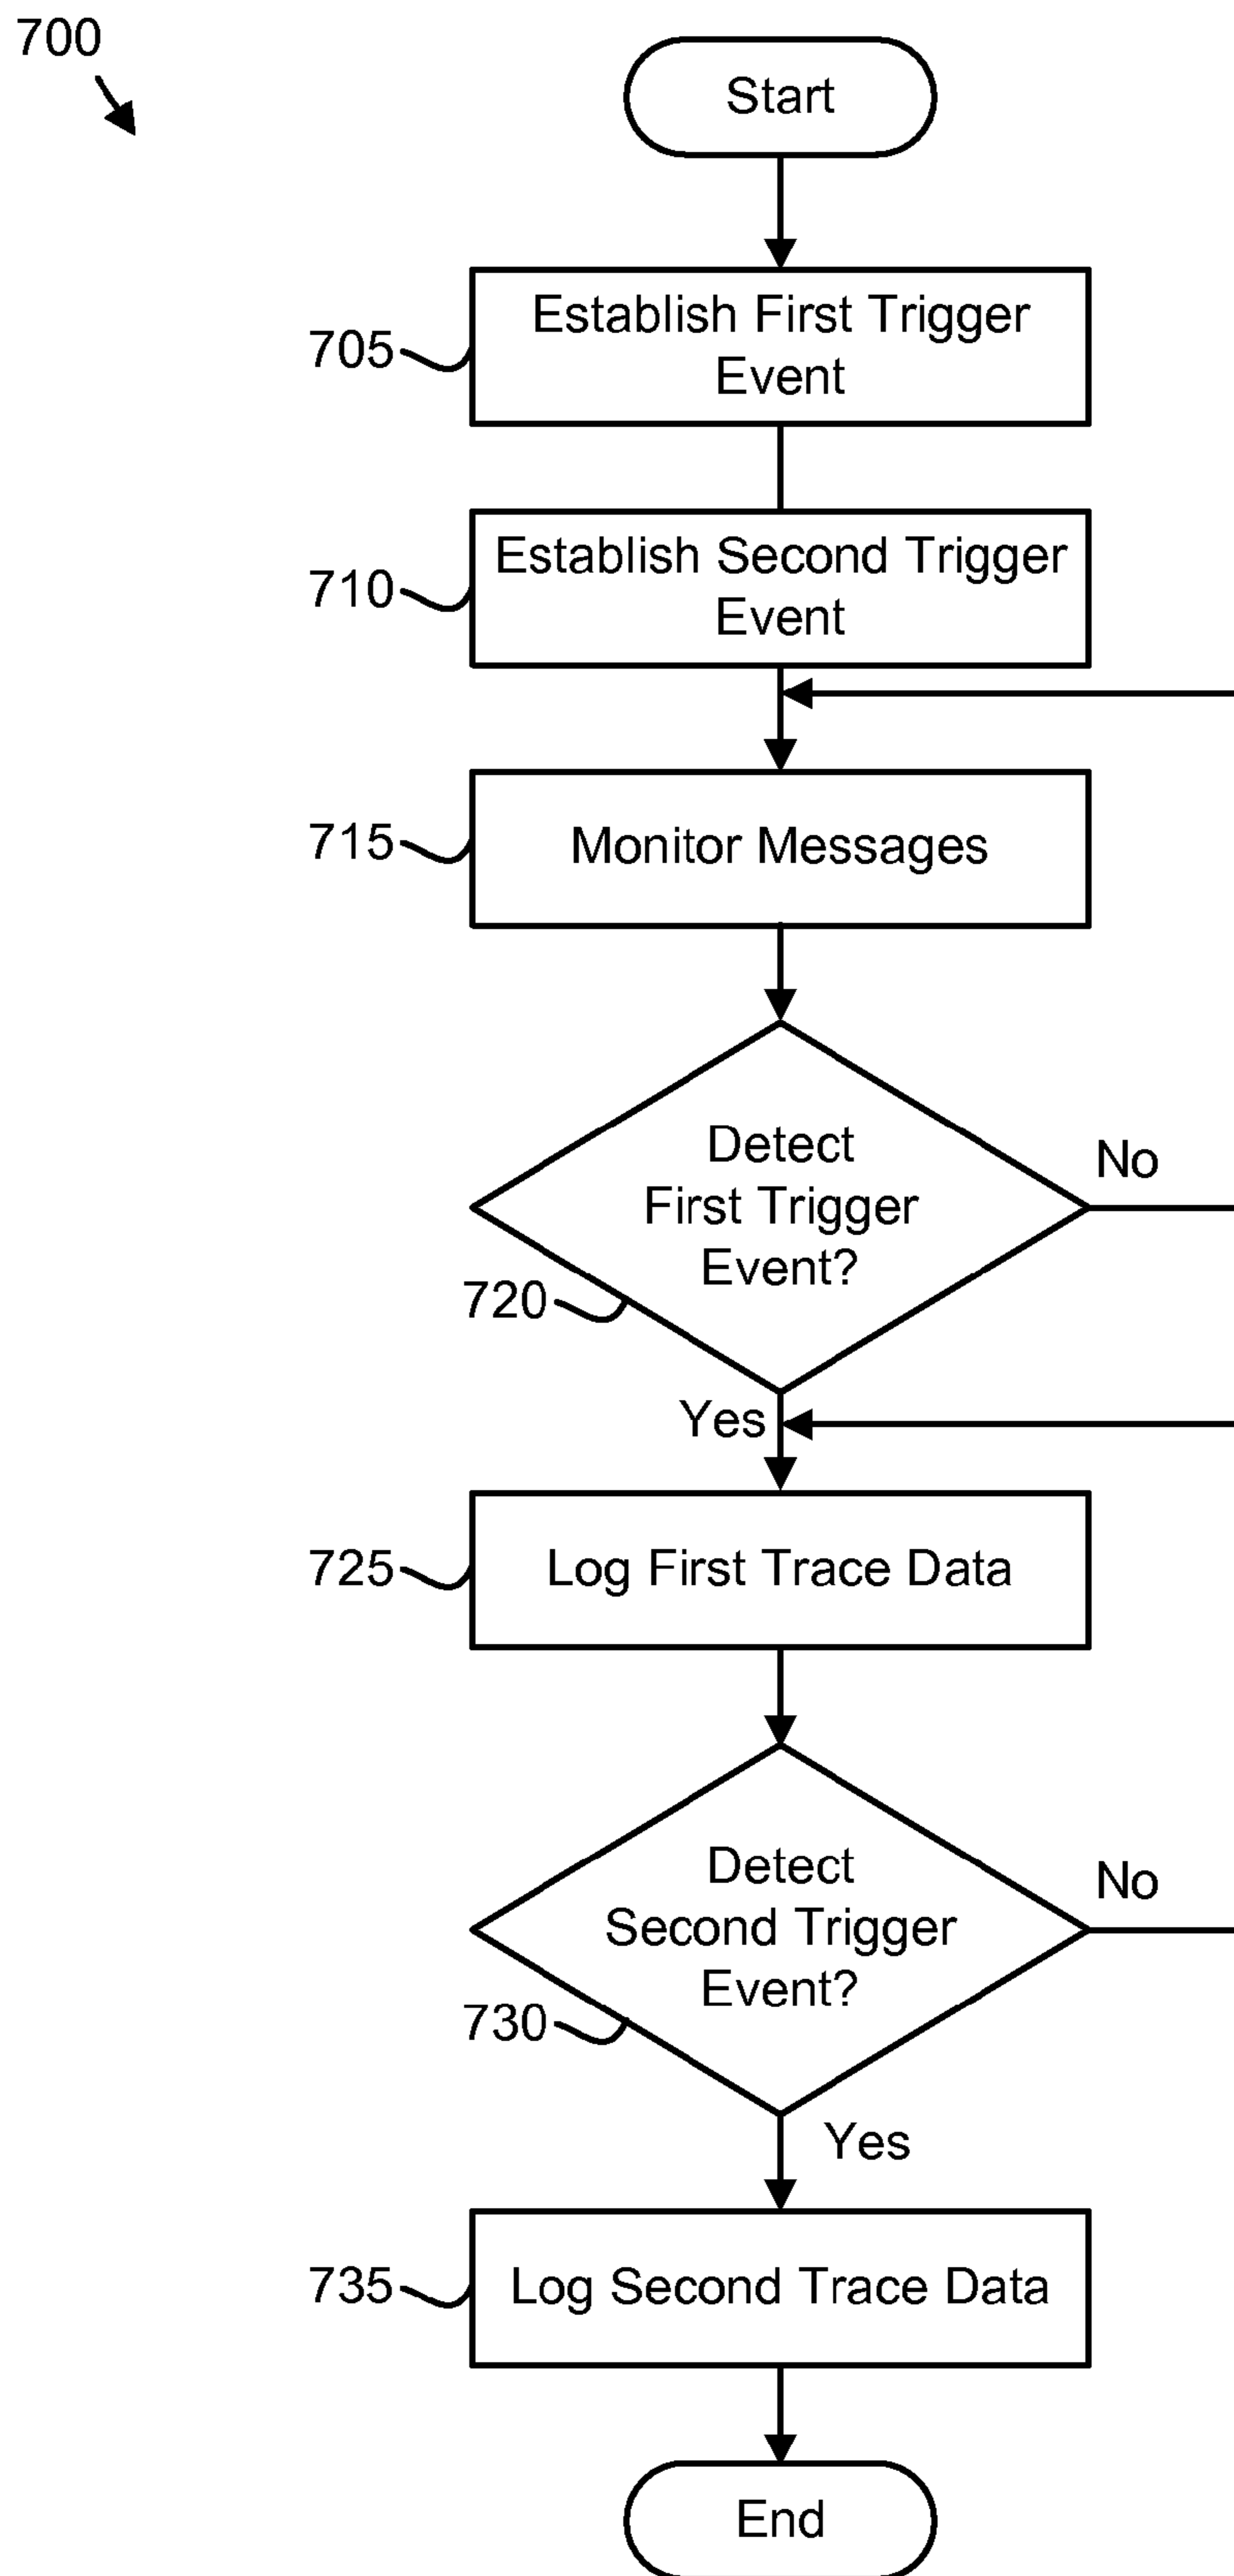 700
Start
705
Establish First Trigger
Event
710
Establish Second Trigger
Event
715
Monitor Messages
Detect
First Trigger
Event?
No
720
Yes
725
Log First Trace Data
Detect
Second Trigger
Event?
No
730
Yes
735
Log Second Trace Data
End